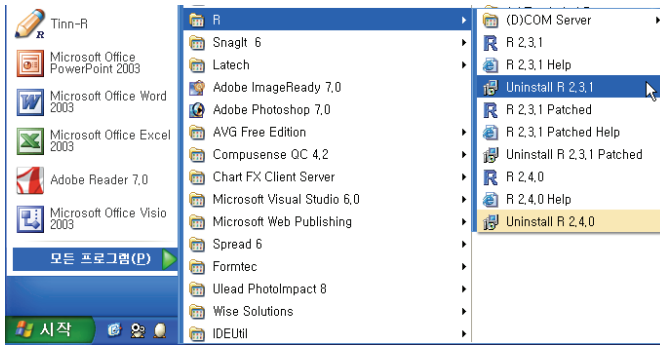 Tinn-R
Microsoft Office
PowerPoint 2003
Microsoft Office Word
2003
Microsoft Office Excel
2003
Adobe Reader 7,0
Microsoft Office Visio
2003
모든 프로그램(P)
시작
R
SnagIt 6
Latech
Adobe ImageReady 7,0
Adobe Photoshop 7,0
AVG Free Edition
Compusense QC 4,2
Chart FX Client Server
Microsoft Visual Studio 6,0
Microsoft Web Publishing
Spread 6
Formtec
Ulead PhotoImpact 8
Wise Solutions
IDEUtil
(D)COM Server
R 2,3,1
R 2,3,1 Help
Uninstall R 2,3,1
R 2,3,1 Patched
R 2,3,1 Patched Help
Uninstall R 2,3,1 Patched
R 2,4,0
R 2,4,0 Help
Uninstall R 2,4,0